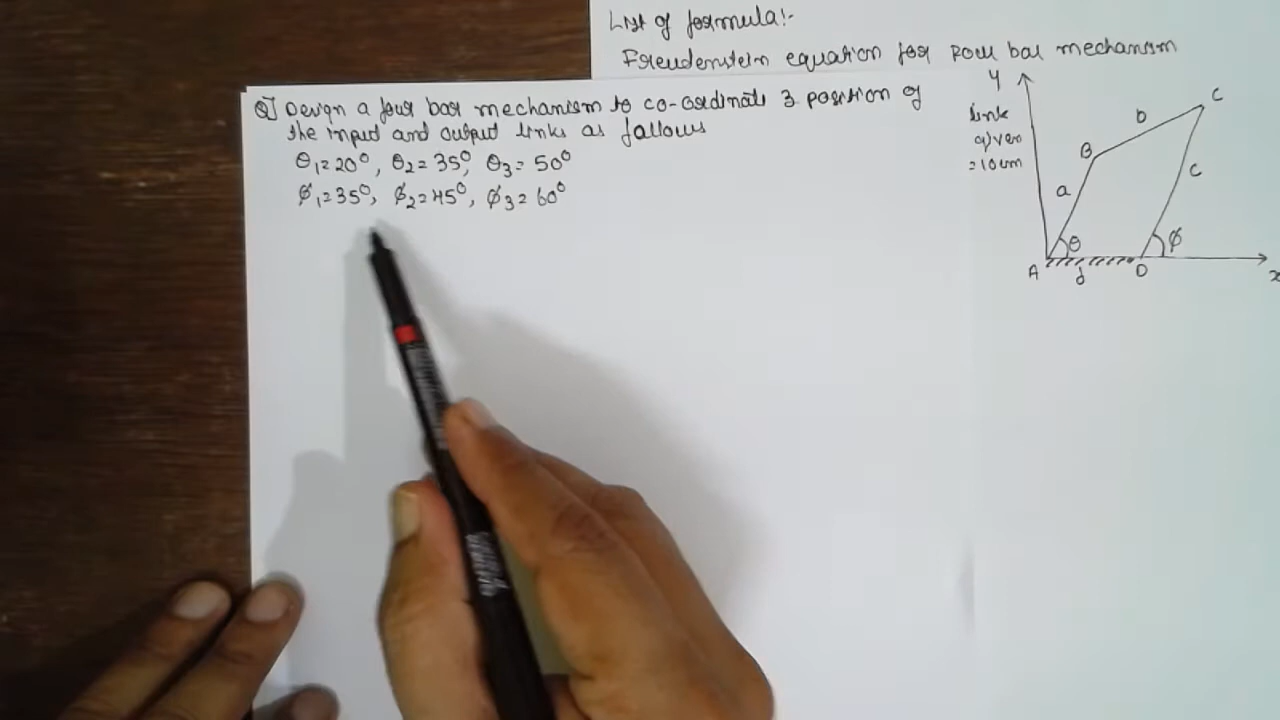 List of formula:-
Freudenstein equation for Four bar mechanism
Q] Design a four bar mechanism to co-ordinate 3 position of
the input and output links as follows
θ1=20°, θ2=35°, θ3=50°
ϕ1=35°, ϕ2=45°, ϕ3=60°
link
given
=10cm
y
C
b
B
a
c
θ
ϕ
A
d
D
x